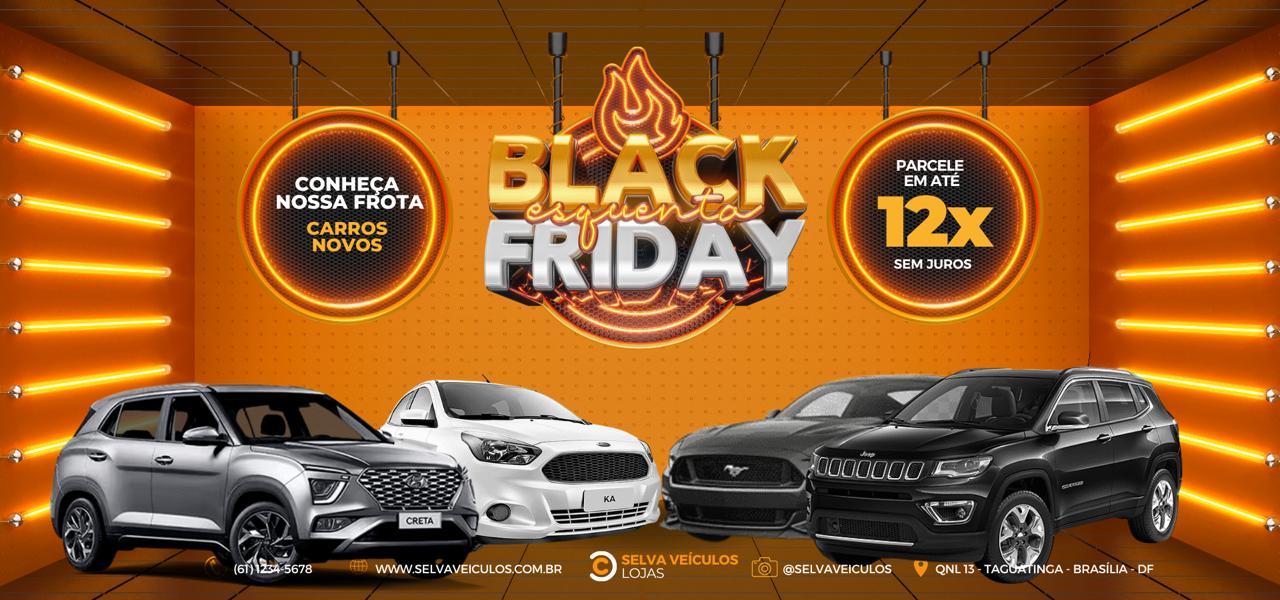 CONHEÇA
NOSSA FROTA
CARROS
NOVOS
BLACK
esquenta
FRIDAY
PARCELE
EM ATÉ
12x
SEM JUROS
CRETA
KA
Jeep
(61)1234-5678
WWW.SELVAVEICULOS.COM.BR
SELVA VEÍCULOS
LOJAS
@SELVAVEICULOS
QNL 13 - TAGUATINGA - BRASÍLIA - DF